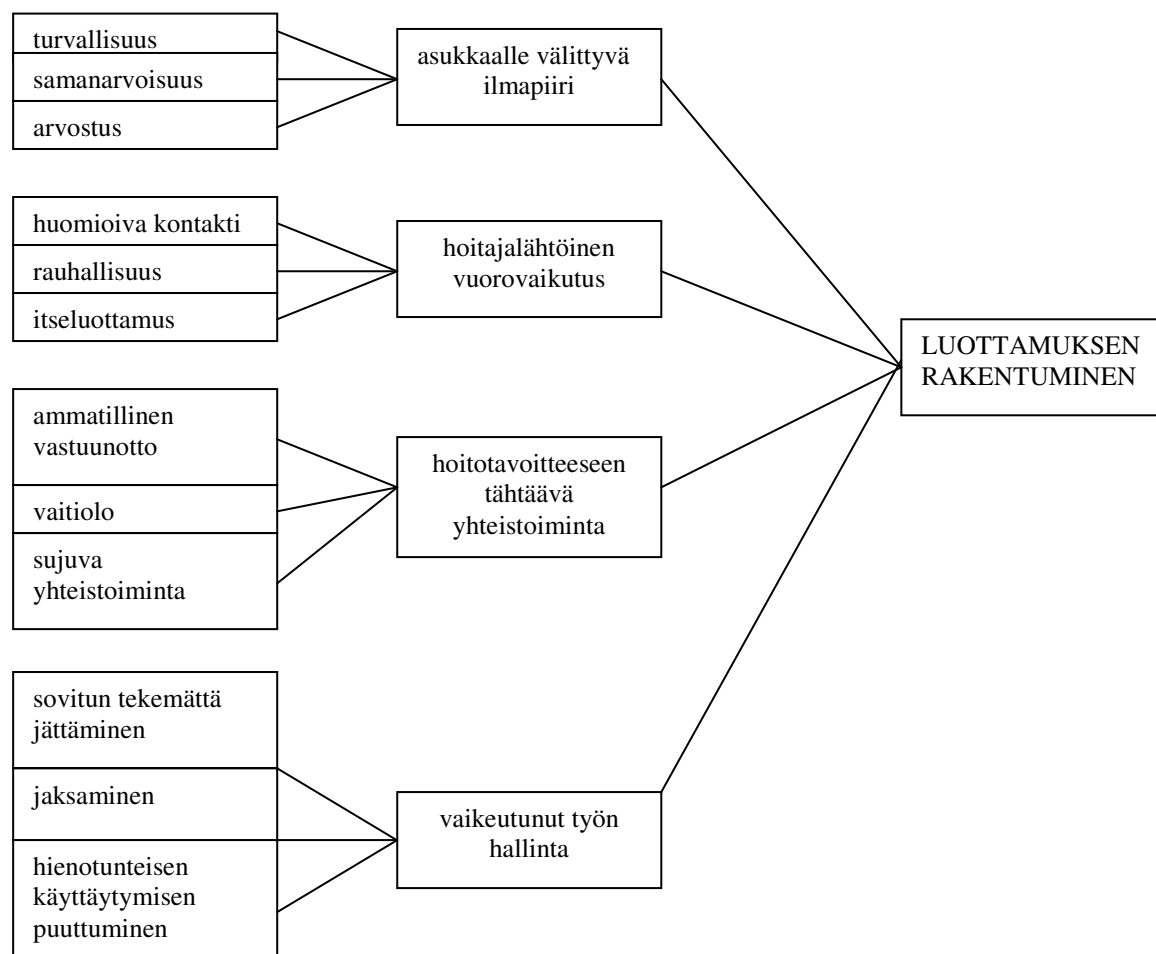 turvallisuus
samanarvoisuus
arvostus
asukkaalle välittyvä
ilmapiiri
huomioiva kontakti
rauhallisuus
itseluottamus
hoitajalähtöinen
vuorovaikutus
ammatillinen
vastuunotto
vaitiolo
sujuva
yhteistoiminta
hoitotavoitteeseen
tähtäävä
yhteistoiminta
sovitun tekemättä
jättäminen
jaksaminen
hienotunteisen
käyttäytymisen
puuttuminen
vaikeutunut työn
hallinta
LUOTTAMUKSEN
RAKENTUMINEN